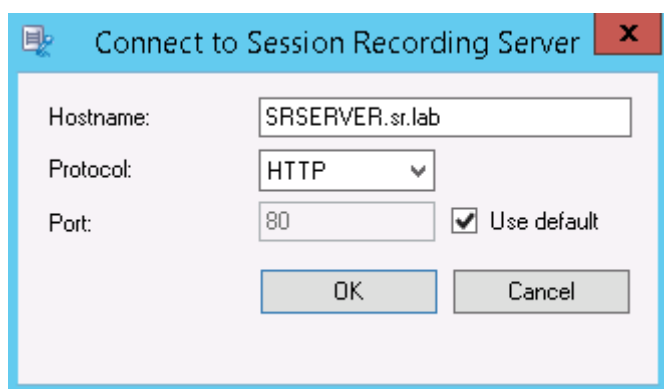 Connect to Session Recording Server x
Hostname: SRSERVER.sr.lab
Protocol: HTTP
Port: 80 Use default
OK Cancel